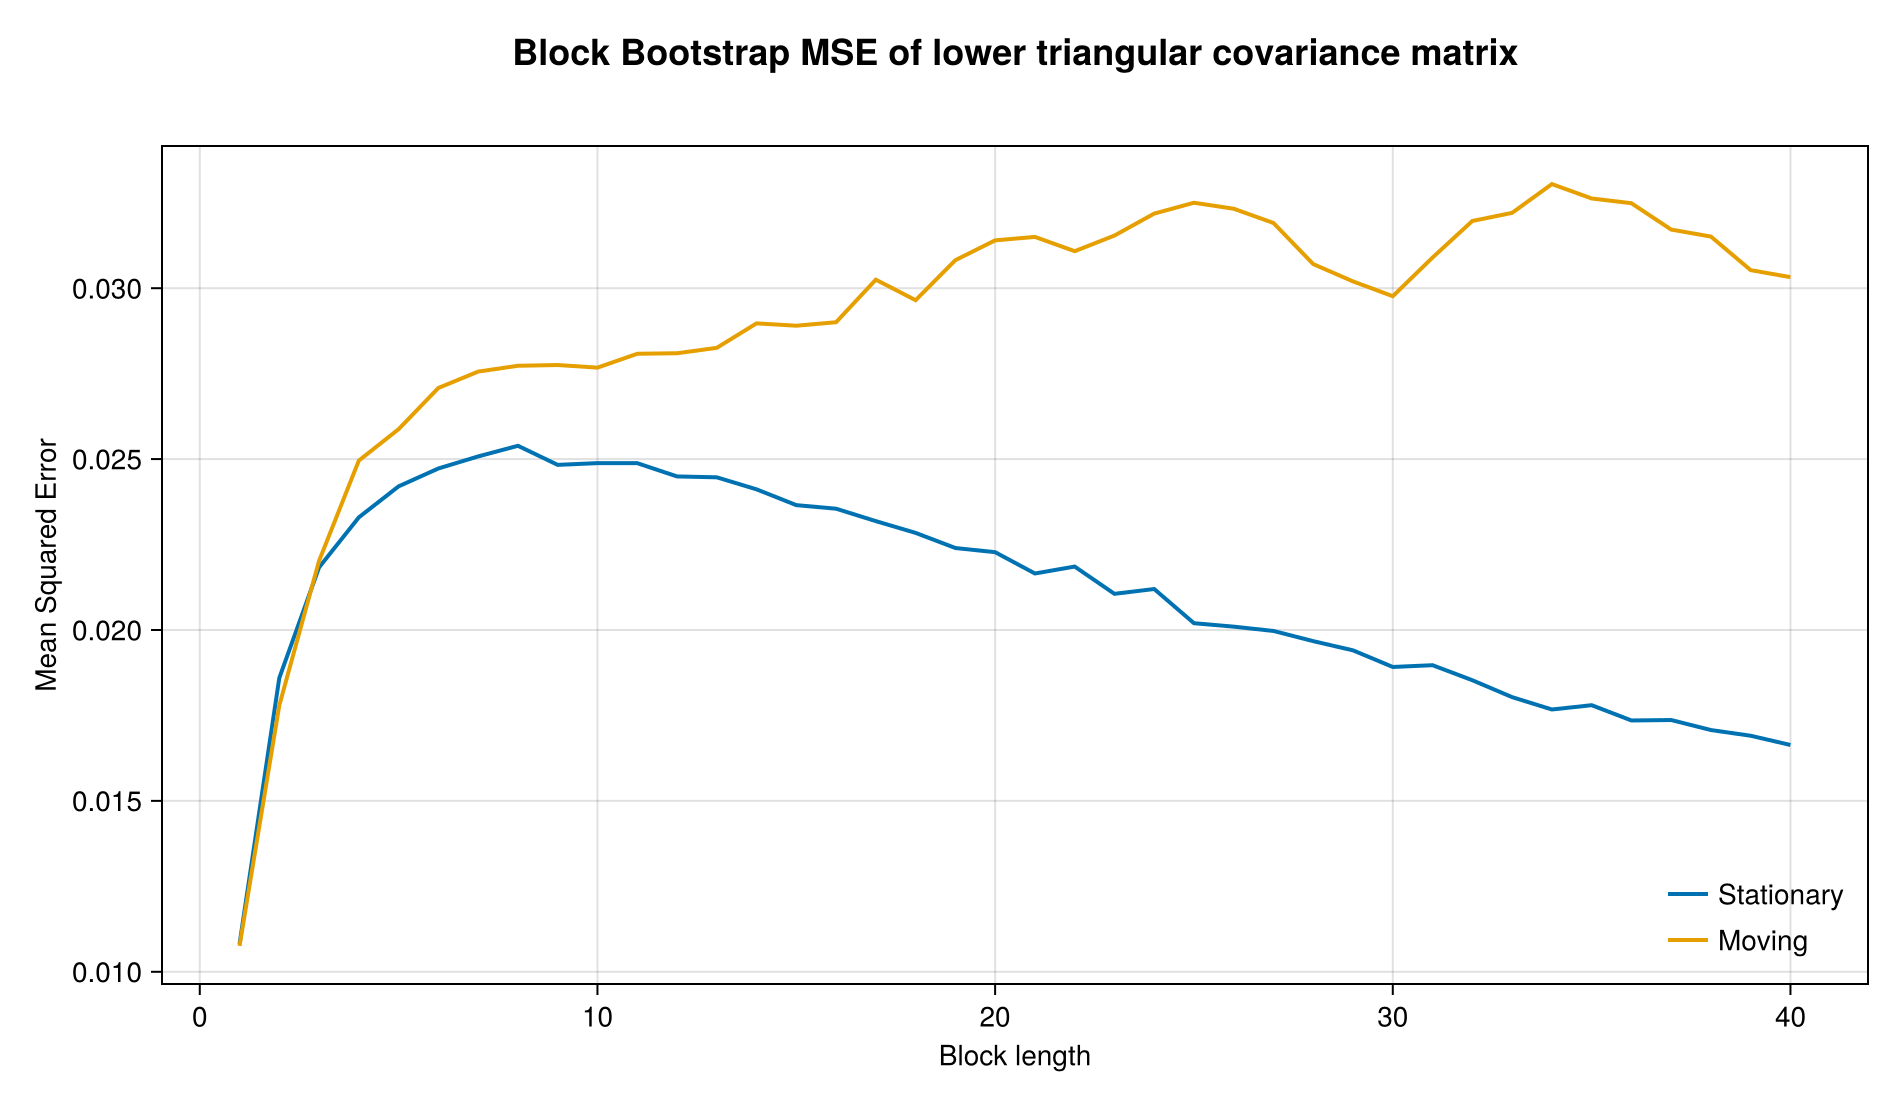 Block Bootstrap MSE of lower triangular covariance matrix
Mean Squared Error
0.030
0.025
0.020
0.015
0.010
Stationary
Moving
0 10 20 30 40
Block length